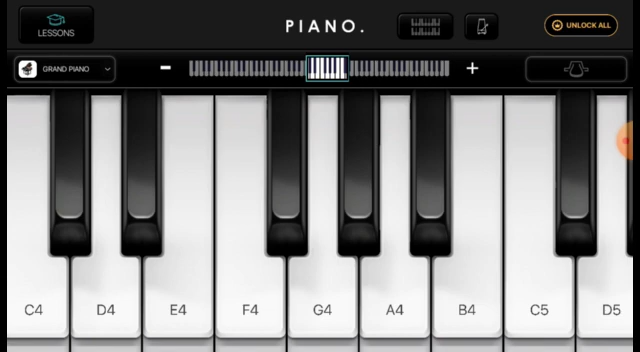 LESSONS
PIANO.
UNLOCK ALL
GRAND PIANO
C4 D4 E4 F4 G4 A4 B4 C5 D5